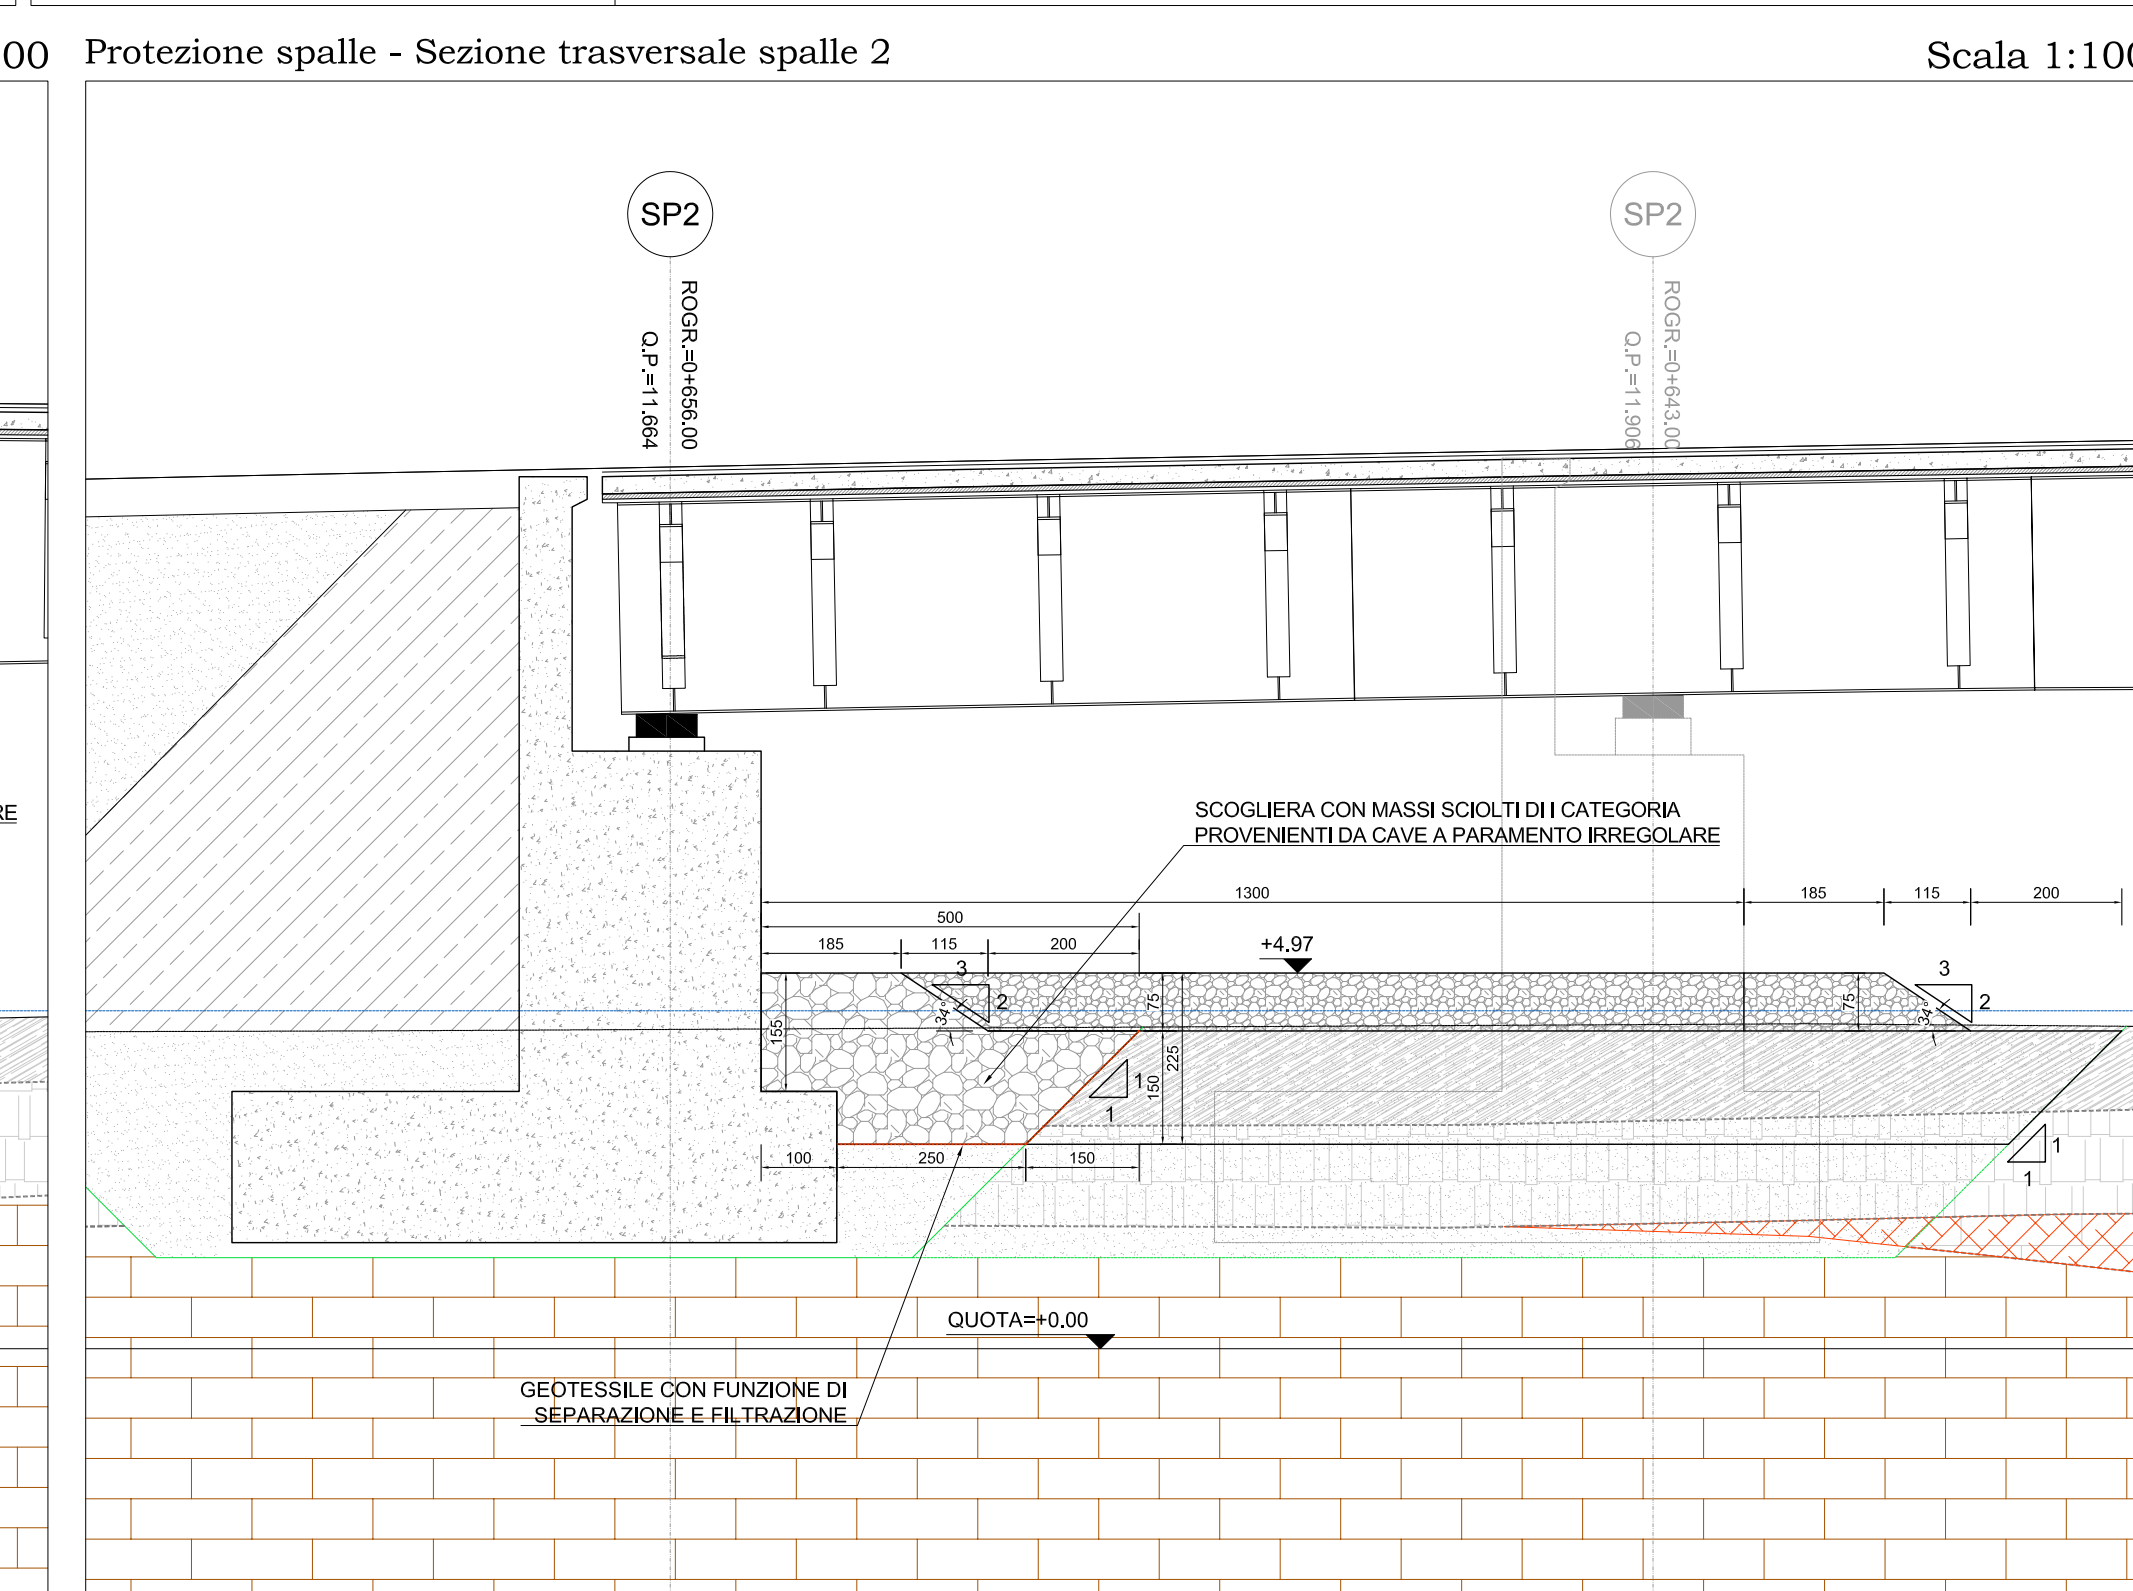 00
Protezione spalle - Sezione trasversale spalle 2
Scala 1:100
SP2
ROGR.=0+656.00
Q.P.=11.664
SP2
ROGR.=0+643.00
Q.P.=11.906
RE
SCOGLIERA CON MASSI SCIOLTI DI I CATEGORIA
PROVENIENTI DA CAVE A PARAMENTO IRREGOLARE
1300
185
115
200
500
185
115
200
+4.97
3
2
34°
155
75
225
150
1
1
3
2
34°
75
100
250
150
1
1
QUOTA=+0.00
GEOTESSILE CON FUNZIONE DI
SEPARAZIONE E FILTRAZIONE